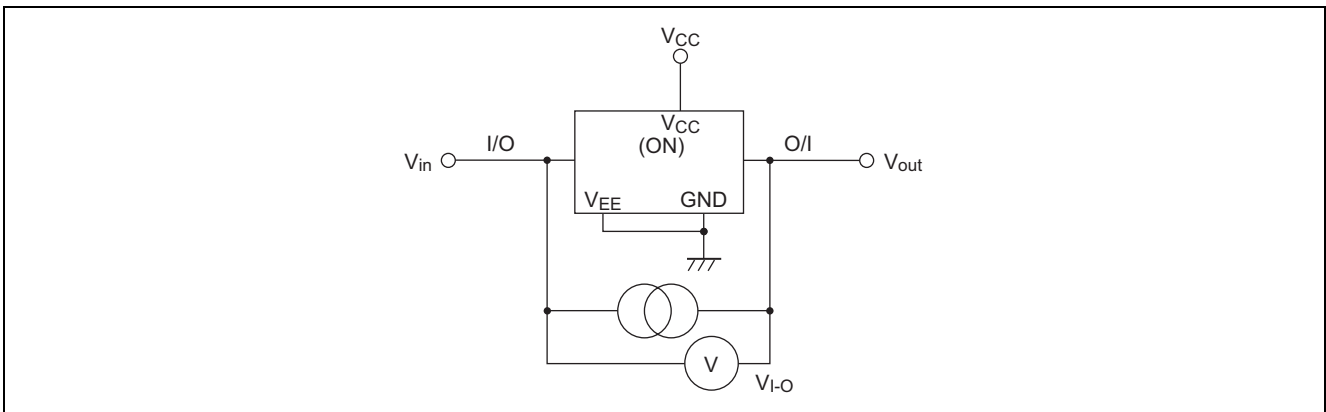 VCC
VCC
(ON)
Vin
I/O
O/I
Vout
VEE
GND
V
VI-O